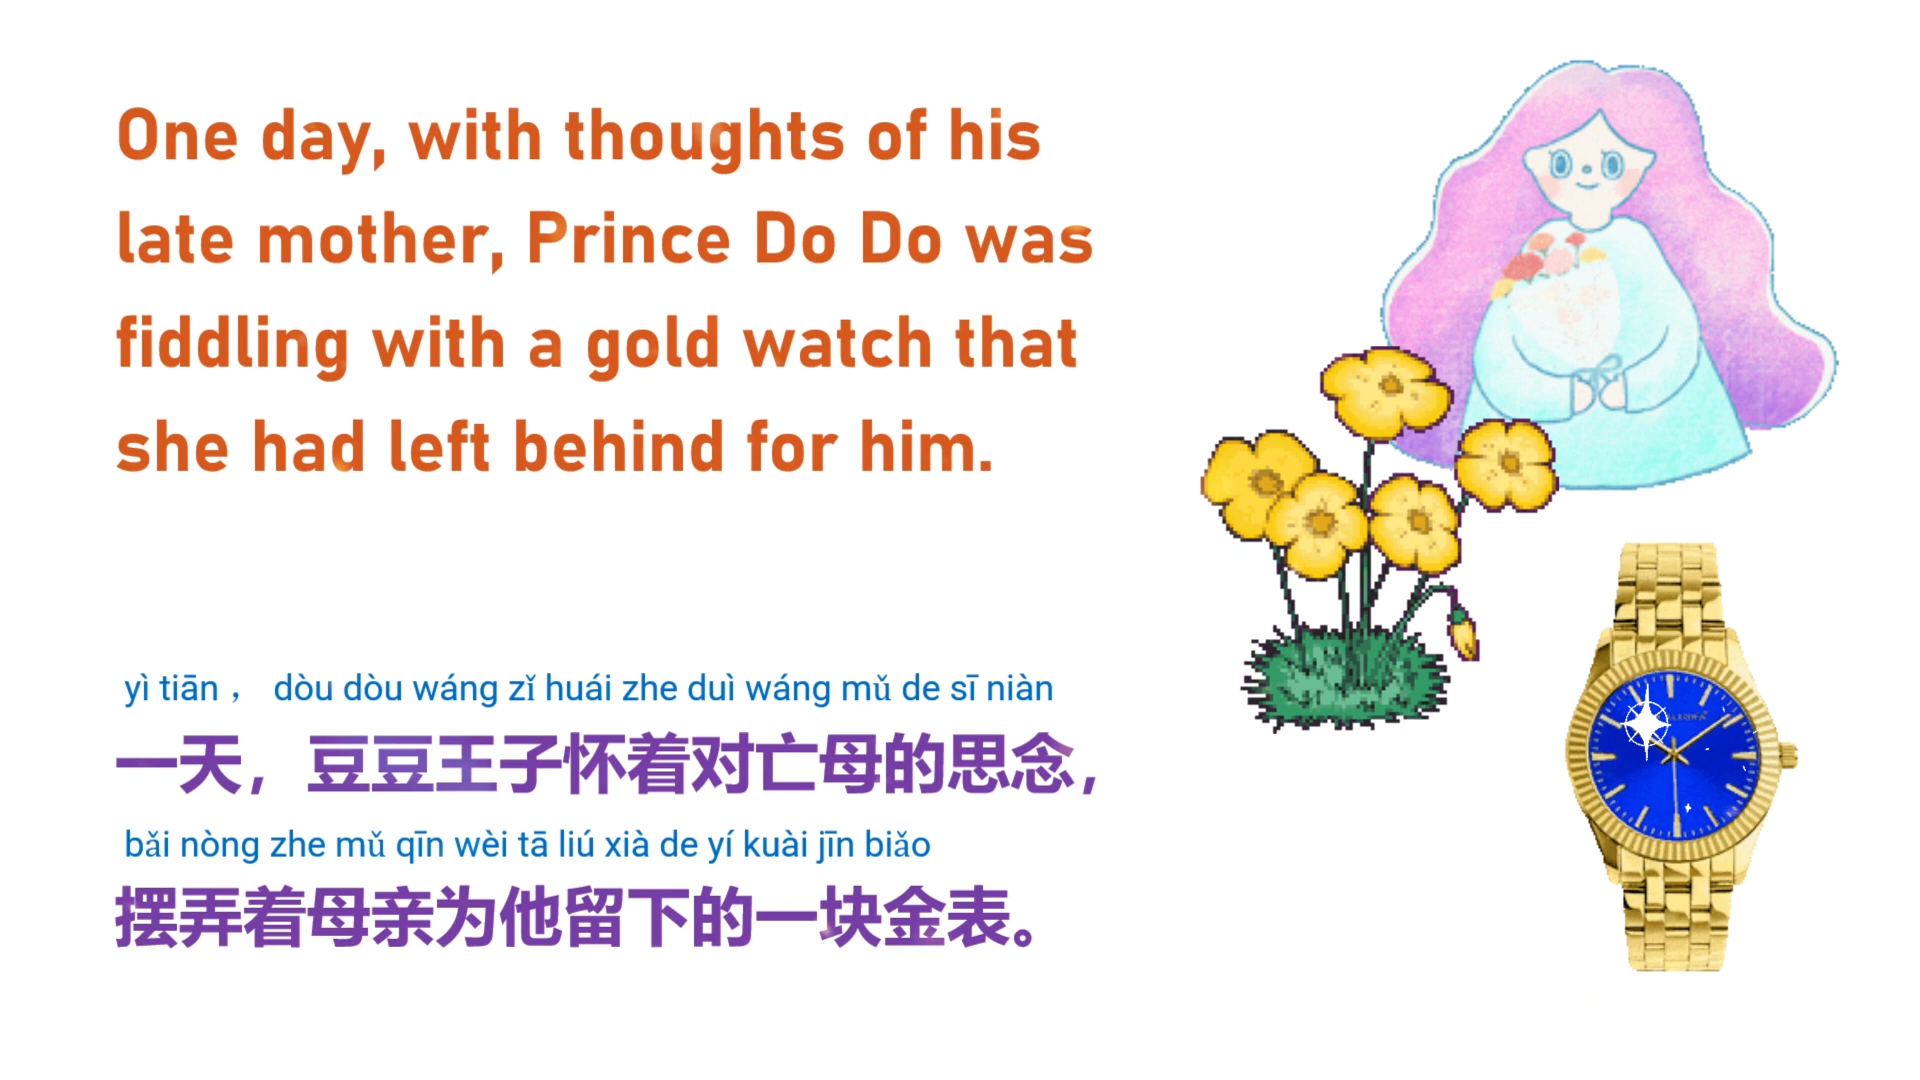 One day, with thoughts of his
late mother, Prince Do Do was
fiddling with a gold watch that
she had left behind for him.
yì tiān ， dòu dòu wáng zǐ huái zhe duì wáng mǔ de sī niàn
一天，豆豆王子怀着对亡母的思念，
bǎi nòng zhe mǔ qīn wèi tā liú xià de yí kuài jīn biǎo
摆弄着母亲为他留下的一块金表。